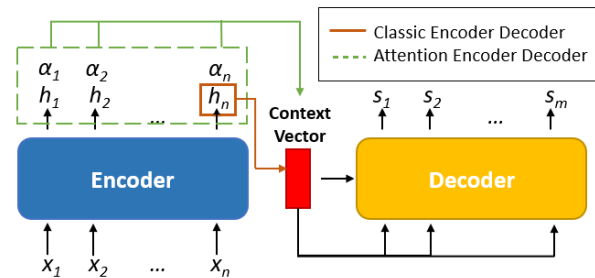 Classic Encoder Decoder
Attention Encoder Decoder
α1 α2 αn
h1 h2 ... hn
Context
Vector
s1 s2 ... sm
Encoder
Decoder
x1 x2 ... xn